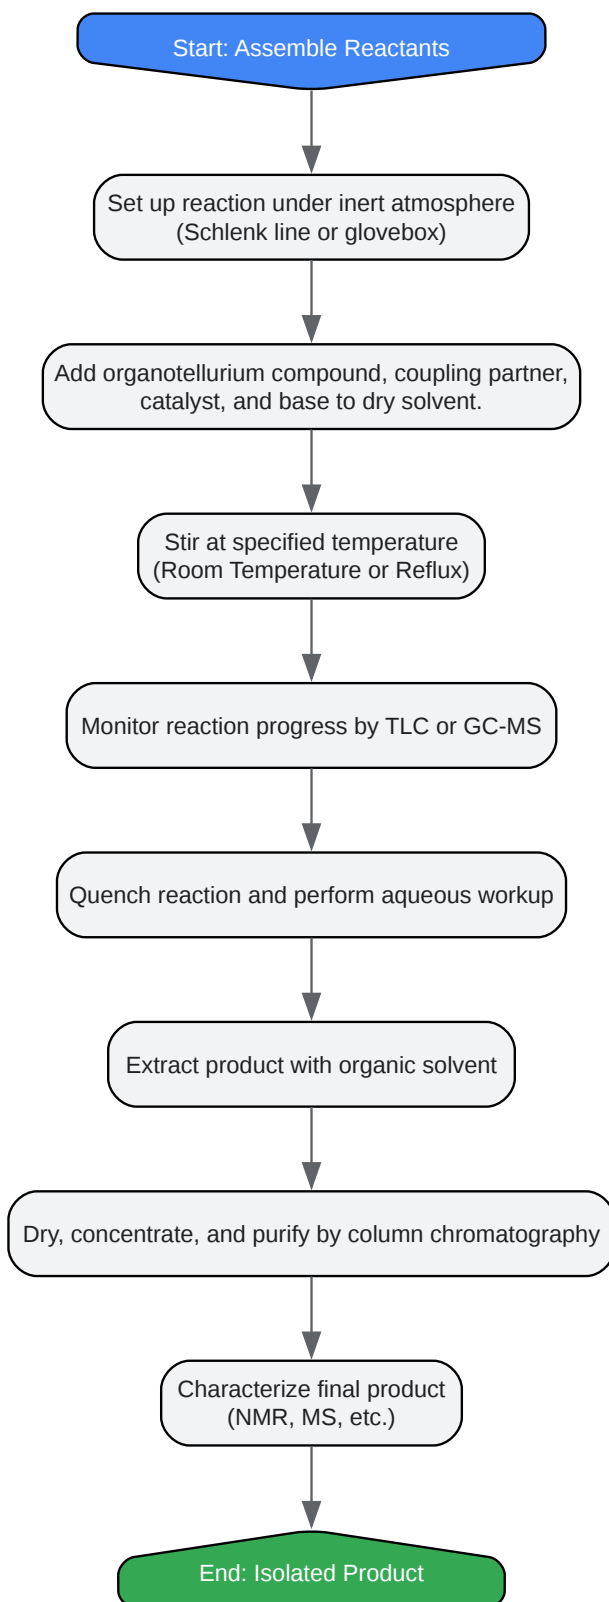 Start: Assemble Reactants
Set up reaction under inert atmosphere
(Schlenk line or glovebox)
Add organotellurium compound, coupling partner,
catalyst, and base to dry solvent.
Stir at specified temperature
(Room Temperature or Reflux)
Monitor reaction progress by TLC or GC-MS
Quench reaction and perform aqueous workup
Extract product with organic solvent
Dry, concentrate, and purify by column chromatography
Characterize final product
(NMR, MS, etc.)
End: Isolated Product